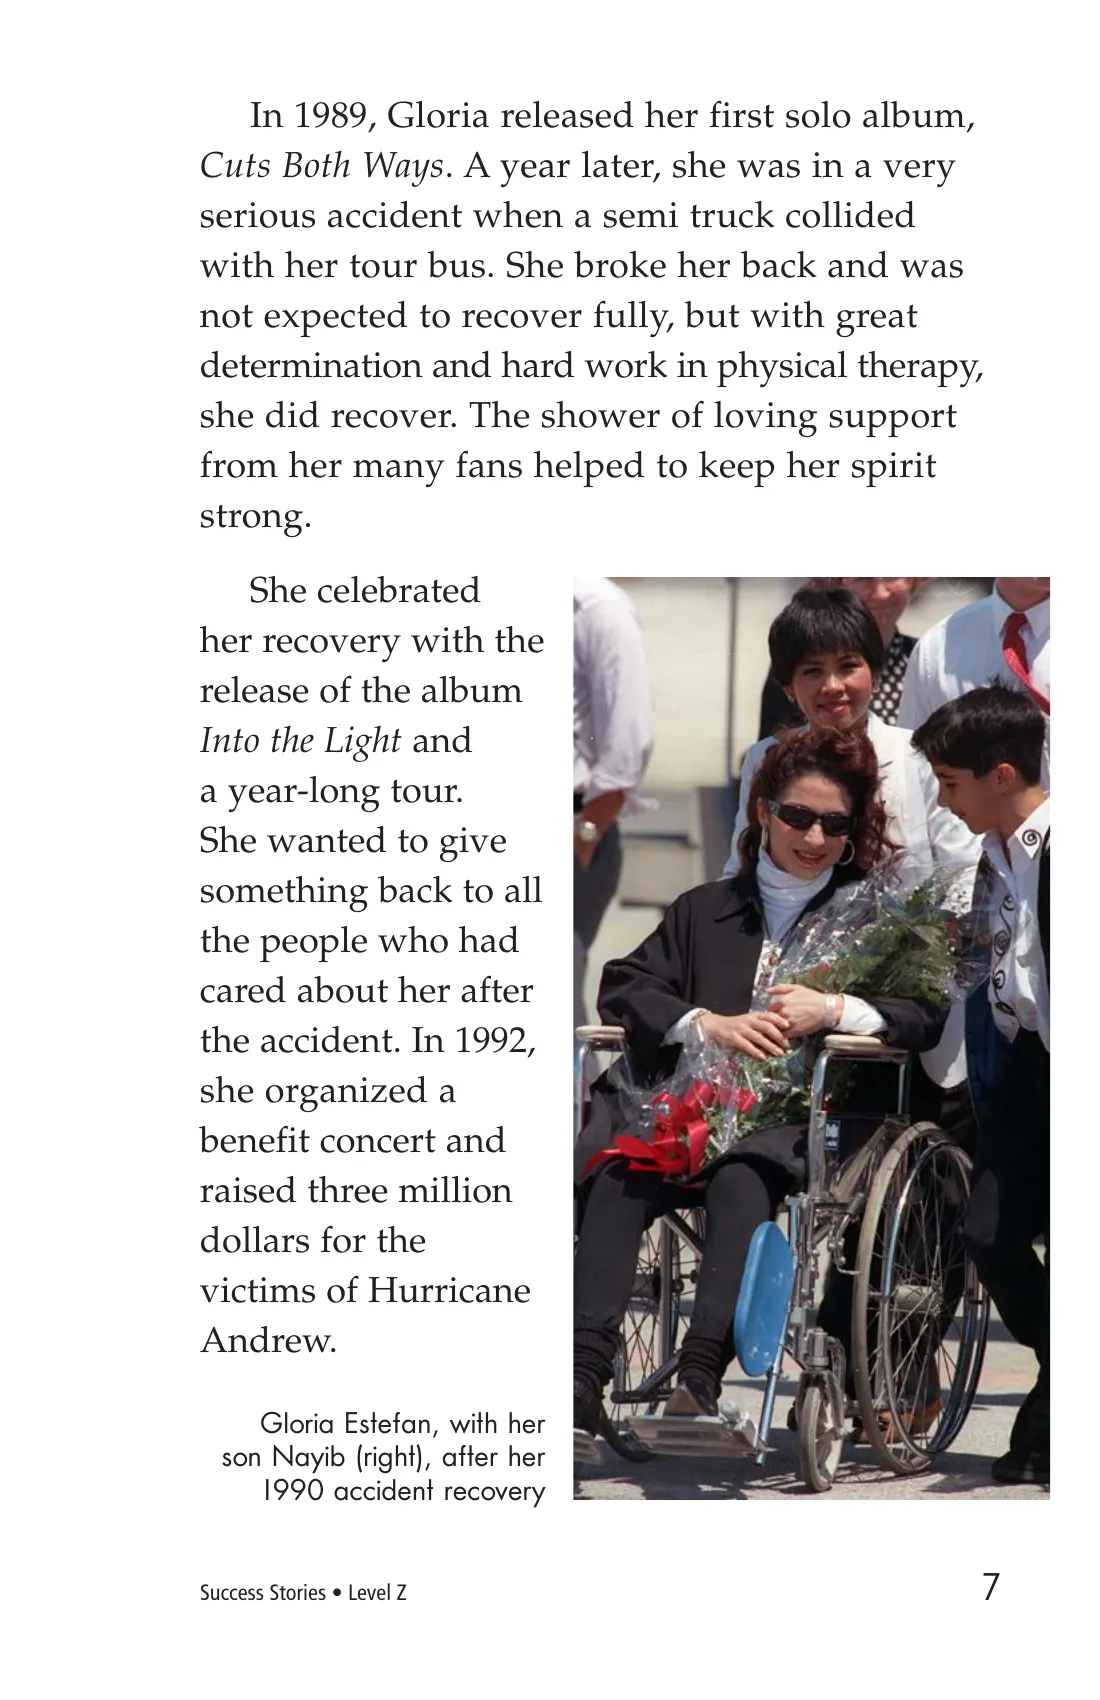 In 1989, Gloria released her first solo album,
Cuts Both Ways. A year later, she was in a very
serious accident when a semi truck collided
with her tour bus. She broke her back and was
not expected to recover fully, but with great
determination and hard work in physical therapy,
she did recover. The shower of loving support
from her many fans helped to keep her spirit
strong.
She celebrated
her recovery with the
release of the album
Into the Light and
a year-long tour.
She wanted to give
something back to all
the people who had
cared about her after
the accident. In 1992,
she organized a
benefit concert and
raised three million
dollars for the
victims of Hurricane
Andrew.
Gloria Estefan, with her
son Nayib (right), after her
1990 accident recovery
Success Stories • Level Z
7